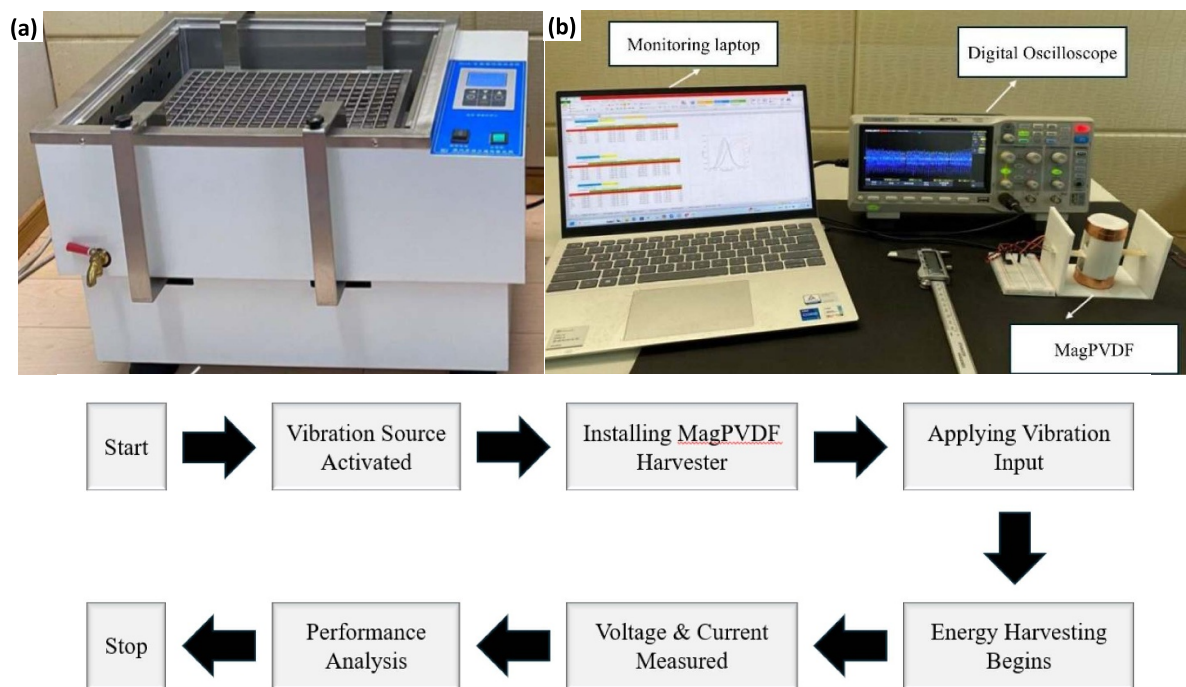 (a)
(b)
Monitoring laptop
Digital Oscilloscope
MagPVDF
Start
Vibration Source
Activated
Installing MagPVDF
Harvester
Applying Vibration
Input
Energy Harvesting
Begins
Voltage & Current
Measured
Performance
Analysis
Stop